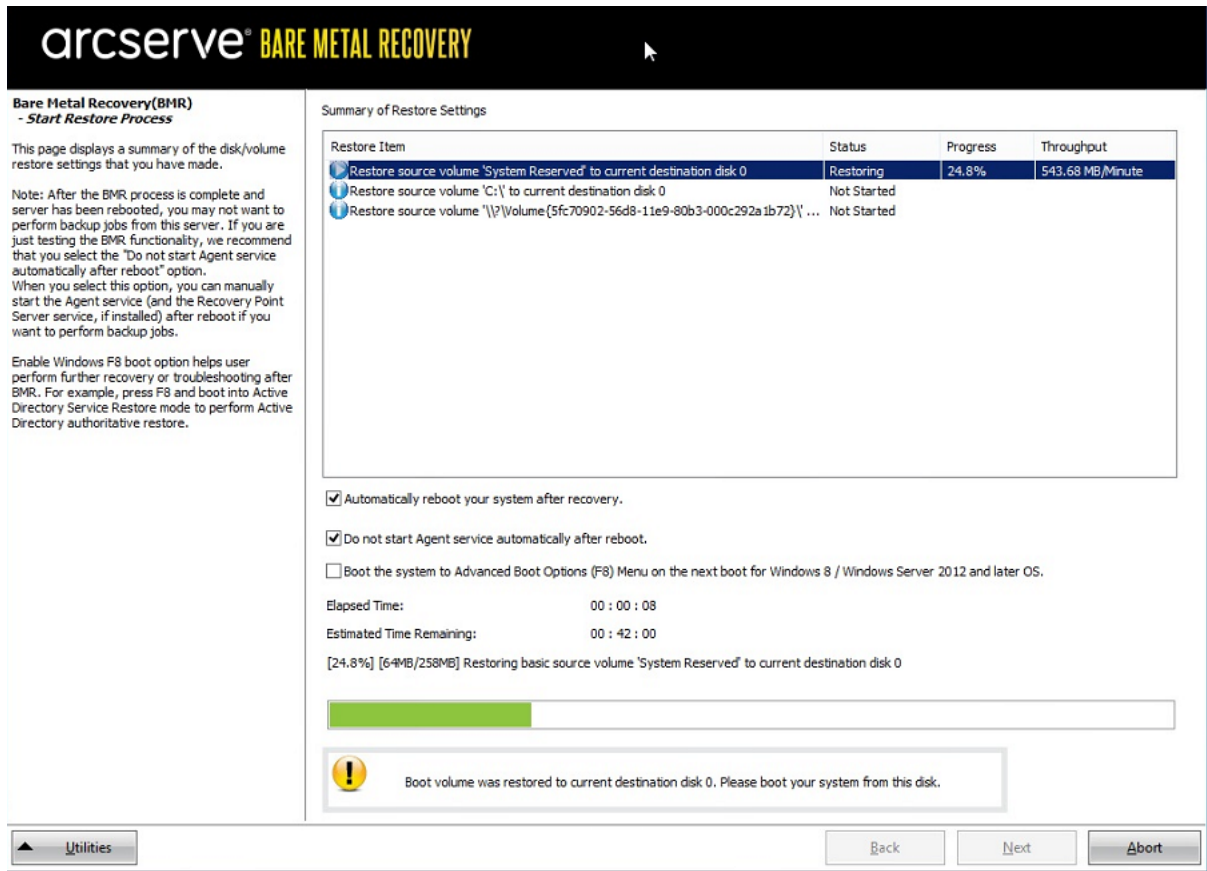 arcserve® BARE METAL RECOVERY
Bare Metal Recovery(BMR)
- Start Restore Process
This page displays a summary of the disk/volume
restore settings that you have made.
Note: After the BMR process is complete and
server has been rebooted, you may not want to
perform backup jobs from this server. If you are
just testing the BMR functionality, we recommend
that you select the "Do not start Agent service
automatically after reboot" option.
When you select this option, you can manually
start the Agent service (and the Recovery Point
Server service, if installed) after reboot if you
want to perform backup jobs.
Enable Windows F8 boot option helps user
perform further recovery or troubleshooting after
BMR. For example, press F8 and boot into Active
Directory Service Restore mode to perform Active
Directory authoritative restore.
Summary of Restore Settings
Restore Item Status Progress Throughput
Restore source volume 'System Reserved' to current destination disk 0 Restoring 24.8% 543.68 MB/Minute
Restore source volume 'C:\' to current destination disk 0 Not Started
Restore source volume '\\?\Volume{5fc70902-56d8-11e9-80b3-000c292a1b72}\' ... Not Started
Automatically reboot your system after recovery.
Do not start Agent service automatically after reboot.
Boot the system to Advanced Boot Options (F8) Menu on the next boot for Windows 8 / Windows Server 2012 and later OS.
Elapsed Time: 00 : 00 : 08
Estimated Time Remaining: 00 : 42 : 00
[24.8%] [64MB/258MB] Restoring basic source volume 'System Reserved' to current destination disk 0
Boot volume was restored to current destination disk 0. Please boot your system from this disk.
Utilities Back Next Abort